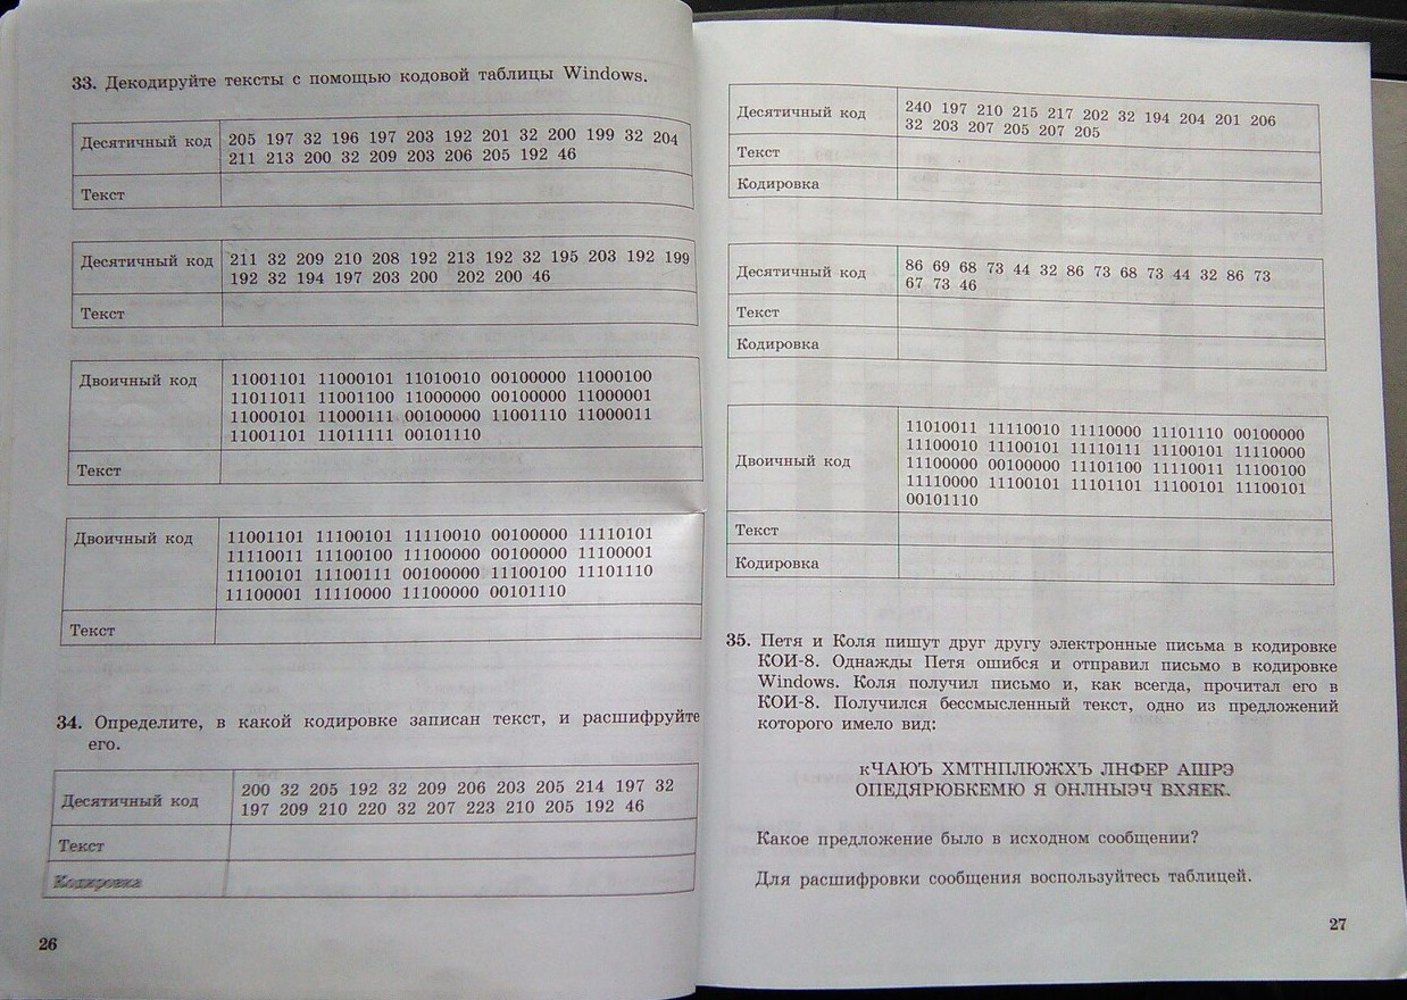 33. Декодируйте тексты с помощью кодовой таблицы Windows.
Десятичный код
205 197 32 196 197 203 192 201 32 200 199 32 204
211 213 200 32 209 203 206 205 192 46
Текст
Десятичный код
211 32 209 210 208 192 213 192 32 195 203 192 199
192 32 194 197 203 200 202 200 46
Текст
Двоичный код
11001101 11000101 11010010 00100000 11000100
11011011 11001100 11000000 00100000 11000001
11000101 11000111 00100000 11001110 11000011
11001101 11011111 00101110
Текст
Двоичный код
11001101 11100101 11110010 00100000 11110101
11110011 11100100 11100000 00100000 11100001
11100101 11100111 00100000 11100100 11101110
11100001 11110000 11100000 00101110
Текст
34. Определите, в какой кодировке записан текст, и расшифруйте
его.
Десятичный код
200 32 205 192 32 209 206 203 205 214 197 32
197 209 210 220 32 207 223 210 205 192 46
Текст
Кодировка
26
Десятичный код
240 197 210 215 217 202 32 194 204 201 206
32 203 207 205 207 205
Текст
Кодировка
Десятичный код
86 69 68 73 44 32 86 73 68 73 44 32 86 73
67 73 46
Текст
Кодировка
Двоичный код
11010011 11110010 11110000 11101110 00100000
11100010 11100101 11110111 11100101 11110000
11100000 00100000 11101100 11110011 11100100
11110000 11100101 11101101 11100101 11100101
00101110
Текст
Кодировка
35. Петя и Коля пишут друг другу электронные письма в кодировке
КОИ-8. Однажды Петя ошибся и отправил письмо в кодировке
Windows. Коля получил письмо и, как всегда, прочитал его в
КОИ-8. Получился бессмысленный текст, одно из предложений
которого имело вид:
кЧАЮЪ ХМТНПЛЮЖХЪ ЛНФЕР АШРЭ
ОПЕДЯРЮБКЕМЮ Я ОНЛНЫЭЧ ВХЯЕК.
Какое предложение было в исходном сообщении?
Для расшифровки сообщения воспользуйтесь таблицей.
27